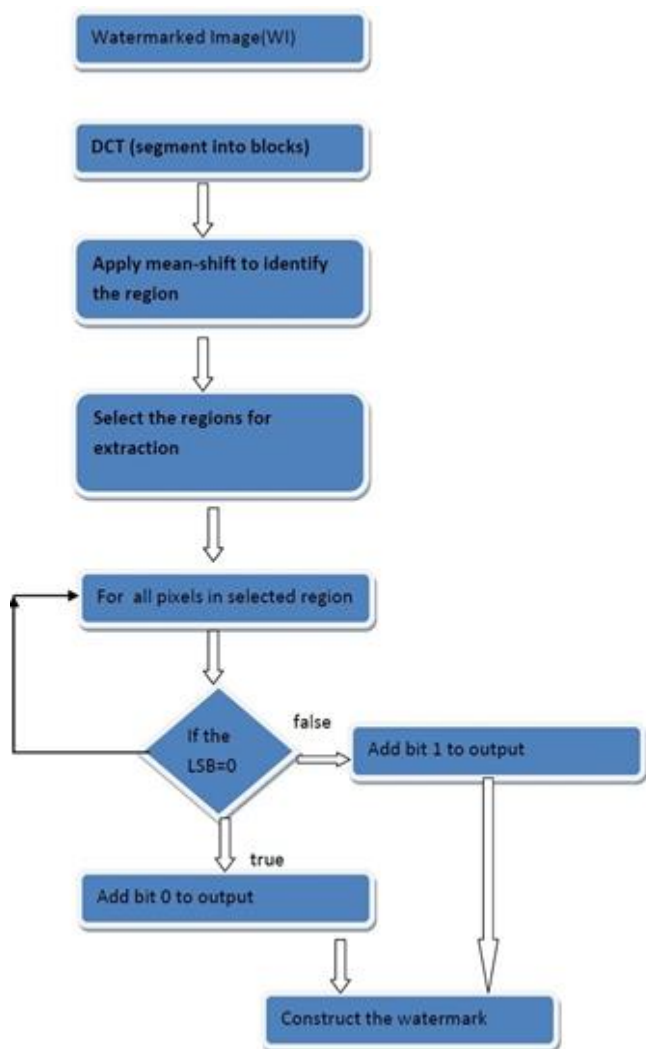 Watermarked Image(WI)
DCT (segment into blocks)
Apply mean-shift to identify
the region
Select the regions for
extraction
For all pixels in selected region
If the
LSB=0
false
Add bit 1 to output
true
Add bit 0 to output
Construct the watermark